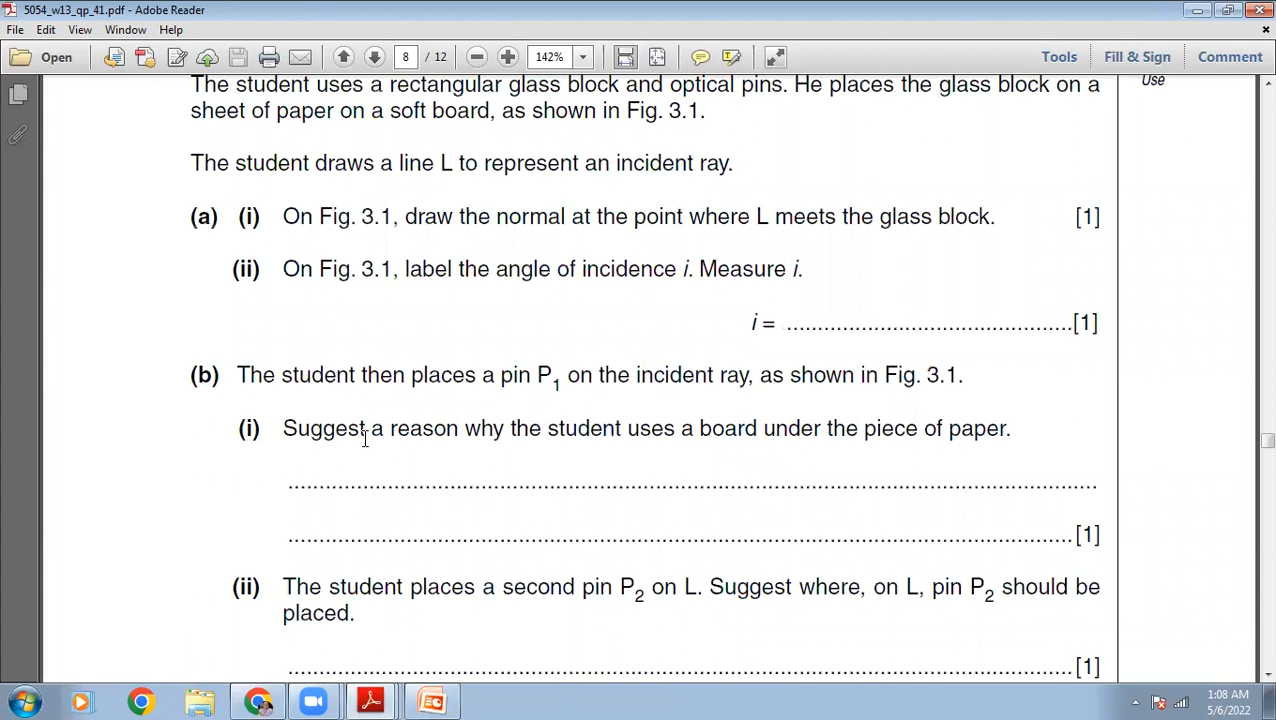 5054_w13_qp_41.pdf - Adobe Reader
File Edit View Window Help
Open 8 / 12 142% Tools Fill & Sign Comment
The student uses a rectangular glass block and optical pins. He places the glass block on a
sheet of paper on a soft board, as shown in Fig. 3.1.
Use
The student draws a line L to represent an incident ray.
(a) (i) On Fig. 3.1, draw the normal at the point where L meets the glass block. [1]
(ii) On Fig. 3.1, label the angle of incidence i. Measure i.
i = .............................................[1]
(b) The student then places a pin P1 on the incident ray, as shown in Fig. 3.1.
(i) Suggest a reason why the student uses a board under the piece of paper.
..................................................................................................................................
..............................................................................................................................[1]
(ii) The student places a second pin P2 on L. Suggest where, on L, pin P2 should be
placed.
..............................................................................................................................[1]
1:08 AM
5/6/2022